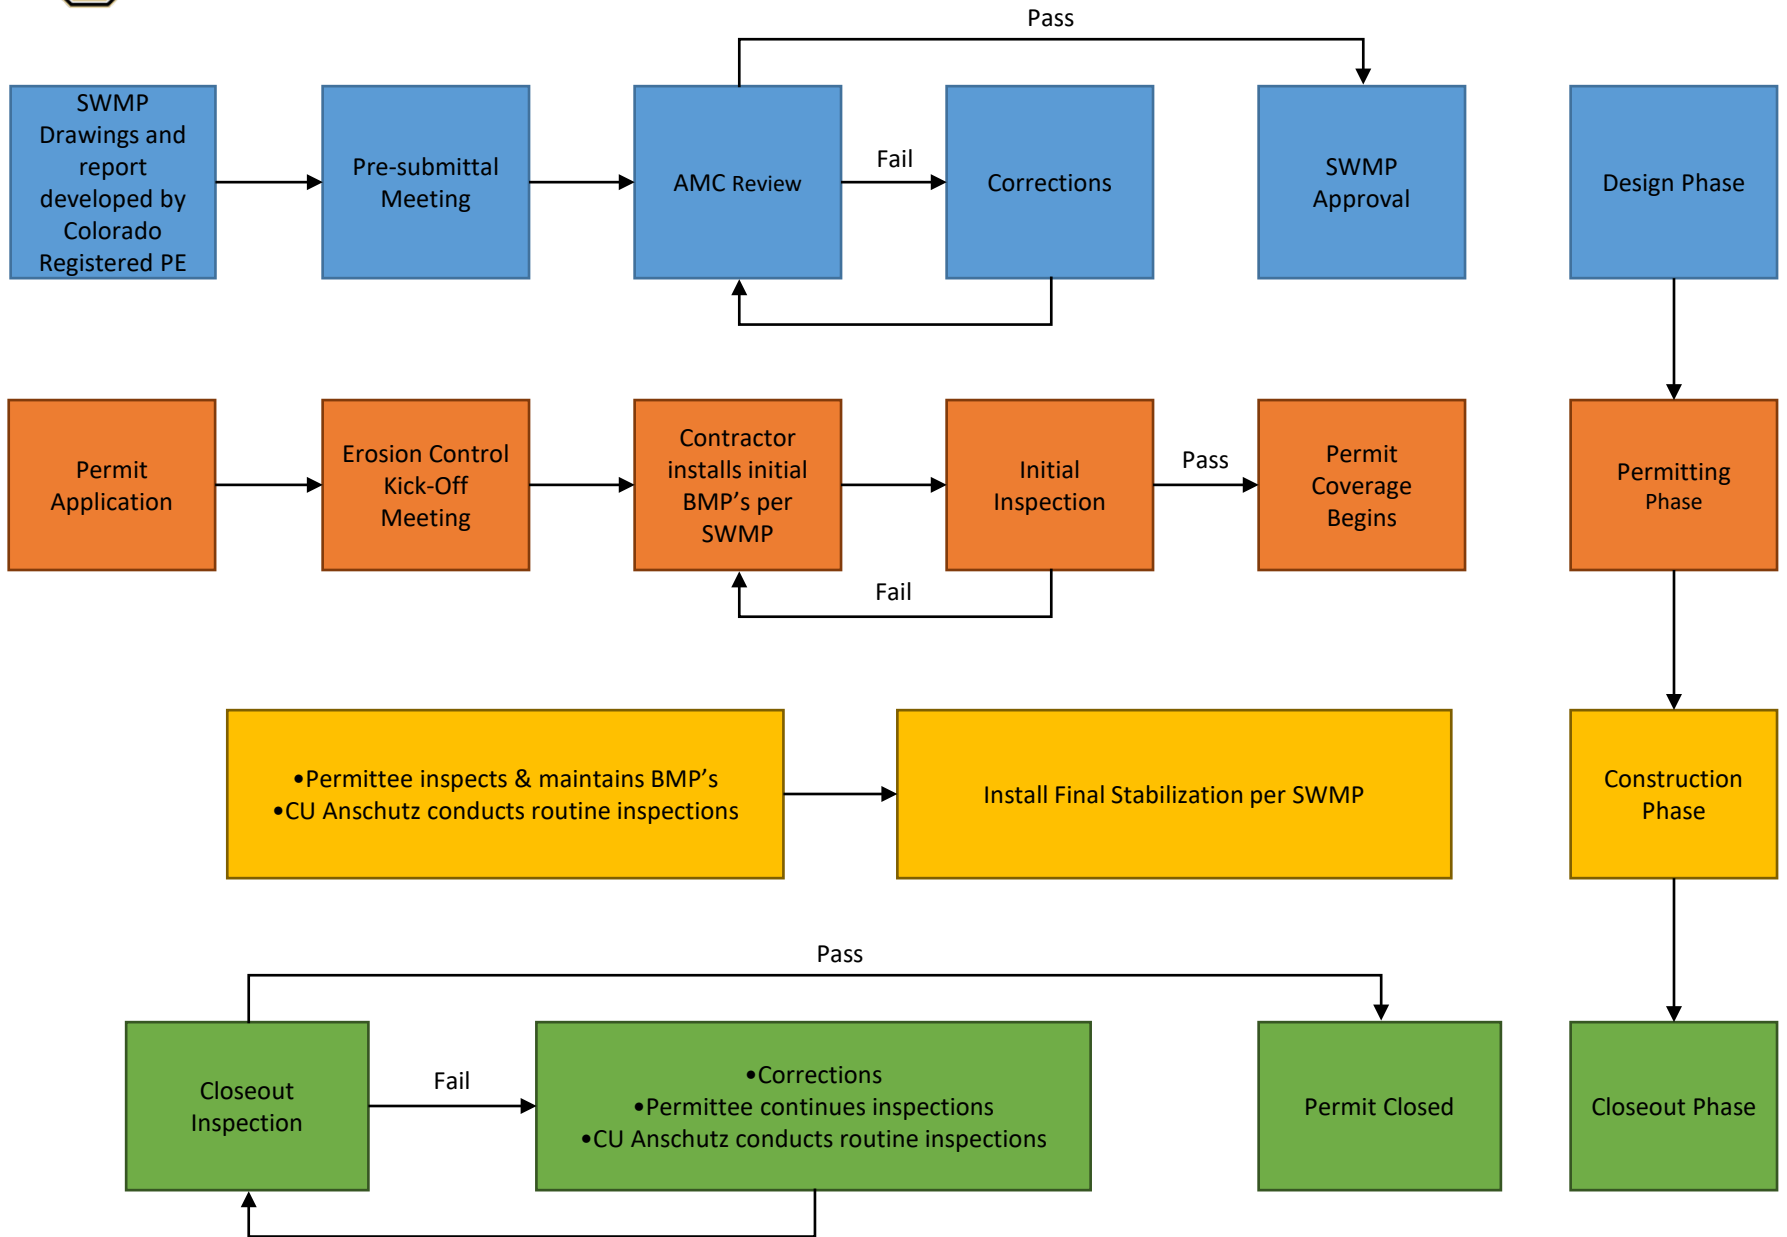 Pass
SWMP
Drawings and
report
developed by
Colorado
Registered PE
Pre-submittal
Meeting
AMC Review
Fail
Corrections
SWMP
Approval
Design Phase
Permit
Application
Erosion Control
Kick-Off
Meeting
Contractor
installs initial
BMP’s per
SWMP
Initial
Inspection
Pass
Permit
Coverage
Begins
Permitting
Phase
Fail
•Permittee inspects & maintains BMP’s
•CU Anschutz conducts routine inspections
Install Final Stabilization per SWMP
Construction
Phase
Pass
Closeout
Inspection
Fail
•Corrections
•Permittee continues inspections
•CU Anschutz conducts routine inspections
Permit Closed
Closeout Phase